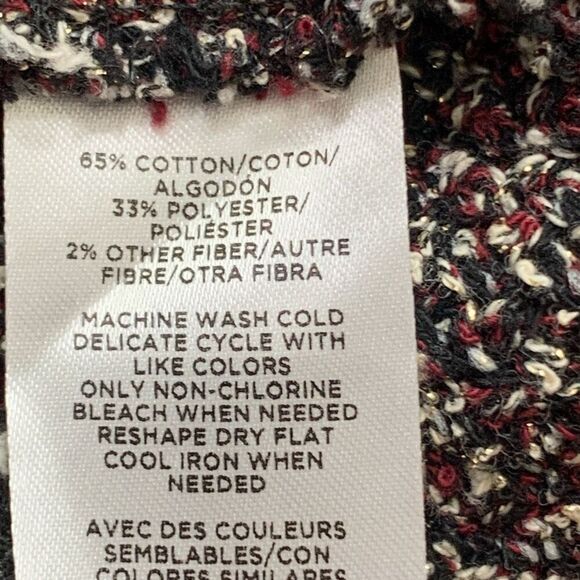 65% COTTON/COTON/
ALGODÓN
33% POLYESTER/
POLIÉSTER
2% OTHER FIBER/AUTRE
FIBRE/OTRA FIBRA
MACHINE WASH COLD
DELICATE CYCLE WITH
LIKE COLORS
ONLY NON-CHLORINE
BLEACH WHEN NEEDED
RESHAPE DRY FLAT
COOL IRON WHEN
NEEDED
AVEC DES COULEURS
SEMBLABLES/CON
COLORES SIMILARES